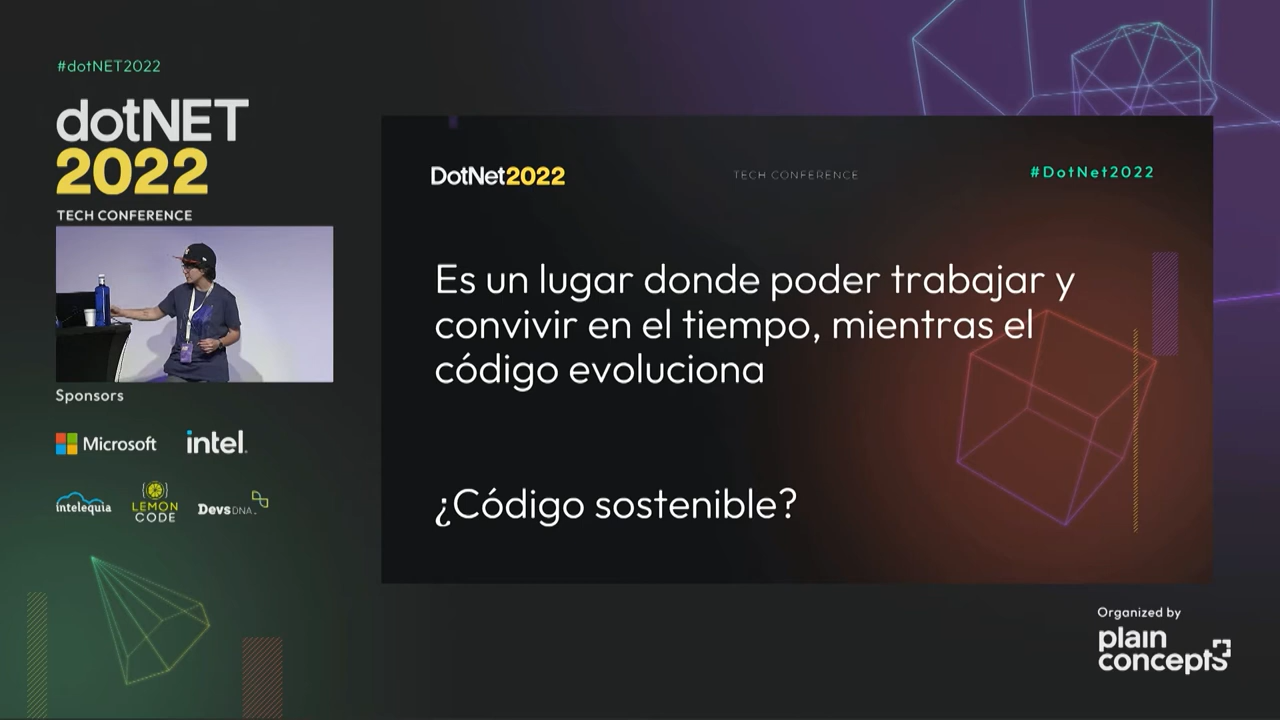 #dotNET2022
dotNET
2022
TECH CONFERENCE
Sponsors
Microsoft
intel.
intelequia
LEMON
CODE
DevsDNA
DotNet2022
TECH CONFERENCE
#DotNet2022
Es un lugar donde poder trabajar y
convivir en el tiempo, mientras el
código evoluciona
¿Código sostenible?
Organized by
plain
concepts